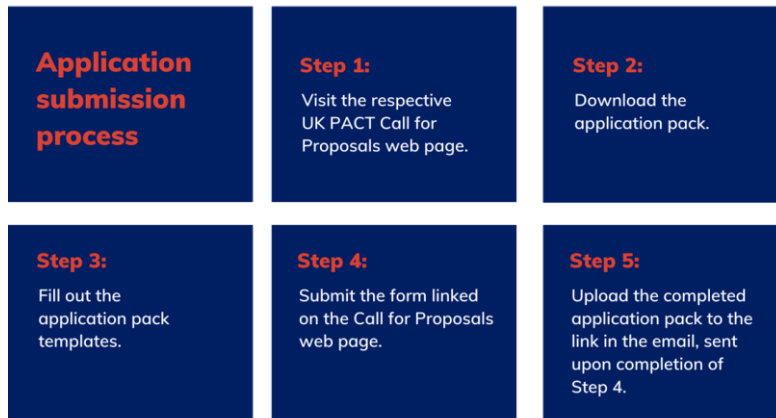 Application
submission
process
Step 1:
Visit the respective
UK PACT Call for
Proposals web page.
Step 2:
Download the
application pack.
Step 3:
Fill out the
application pack
templates.
Step 4:
Submit the form linked
on the Call for Proposals
web page.
Step 5:
Upload the completed
application pack to the
link in the email, sent
upon completion of
Step 4.